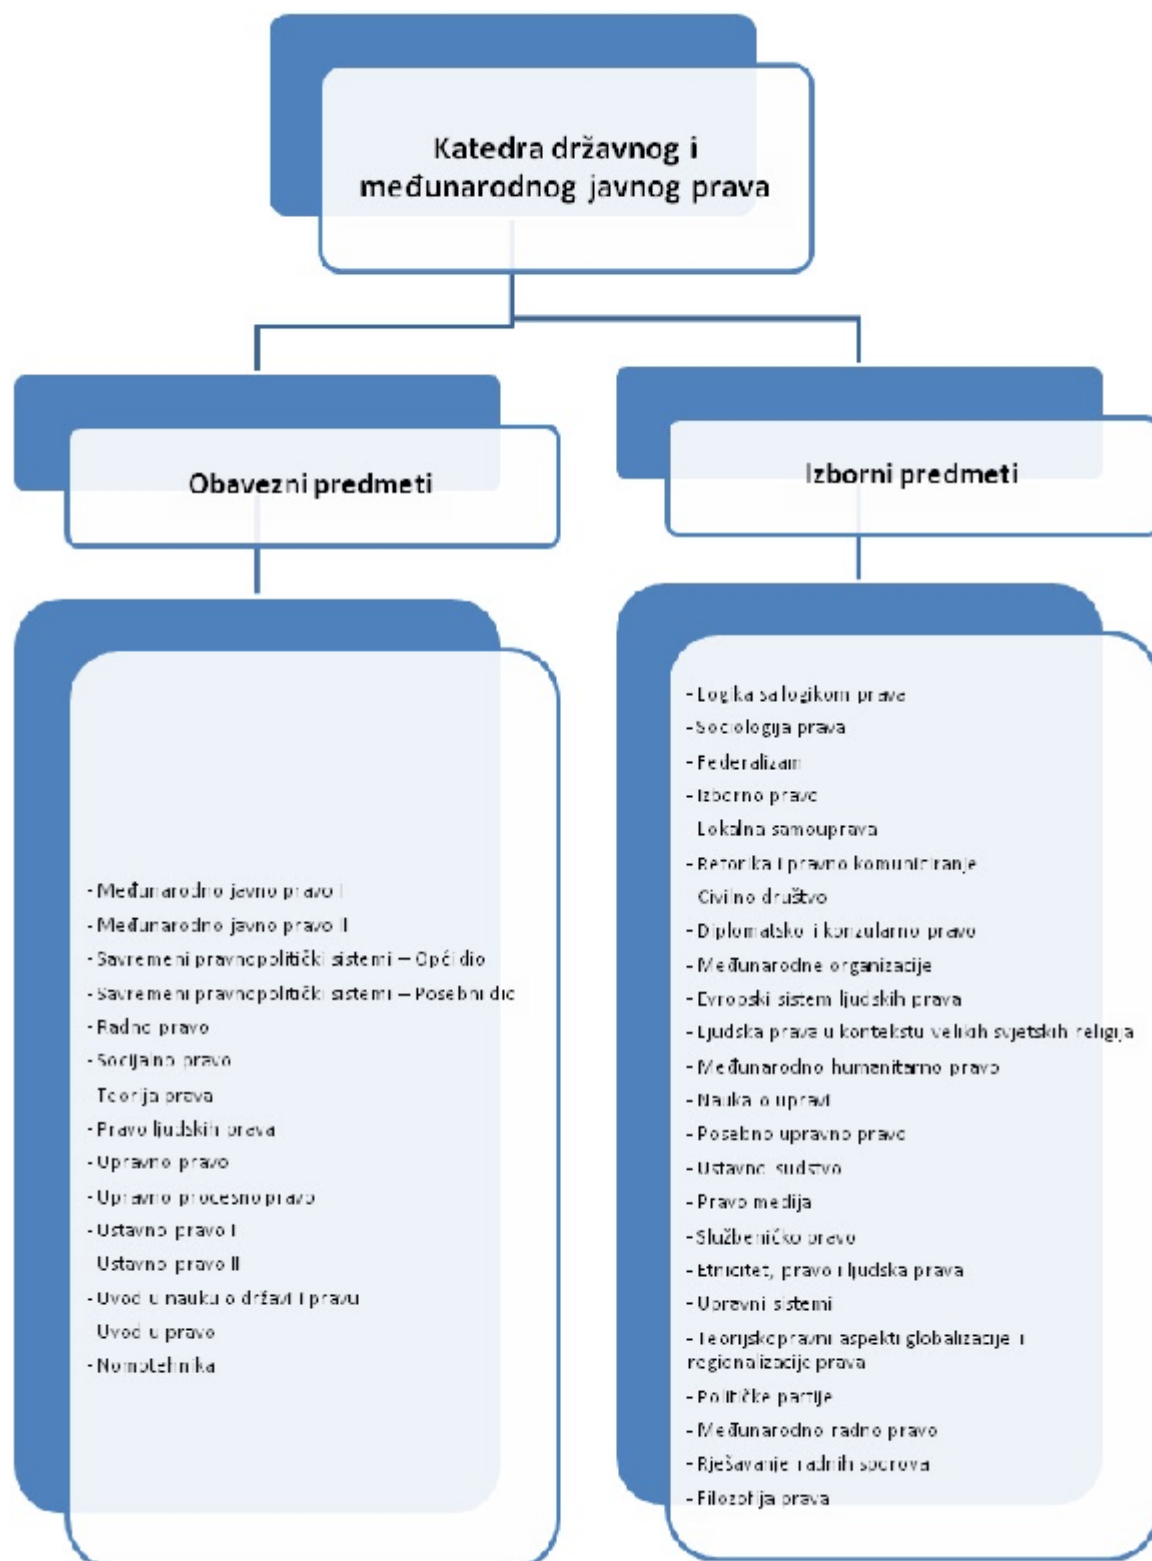 Katedra državnog i
međunarodnog javnog prava
Obavezni predmeti
- Međunarodno javno pravo I
- Međunarodno javno pravo II
- Savremeni pravnopolitički sistemi – Opći dio
- Savremeni pravnopolitički sistemi – Posebni dio
- Radno pravo
- Socijalno pravo
Teorija prava
- Pravo ljudskih prava
- Upravno pravo
- Upravno procesno pravo
- Ustavno pravo I
Ustavno pravo II
- Uvod u nauku o državi i pravu
Uvod u pravo
- Nomotehnika
Izborni predmeti
- Logika sa logikom prava
- Sociologija prava
- Federalizam
- Izborno pravo
Lokalna samouprava
- Retorika i pravno komuniciranje
Civilno društvo
- Diplomatsko i konzularno pravo
- Međunarodne organizacije
- Evropski sistem ljudskih prava
- Ljudska prava u kontekstu velikih svjetskih religija
- Međunarodno humanitarno pravo
- Nauka o upravi
- Posebno upravno pravo
- Ustavno sudstvo
- Pravo medija
- Službeničko pravo
- Etnicitet, pravo i ljudska prava
- Upravni sistemi
- Teorijskopravni aspekti globalizacije i
regionalizacije prava
- Političke partije
- Međunarodno radno pravo
- Rješavanje radnih sporova
- Filozofija prava